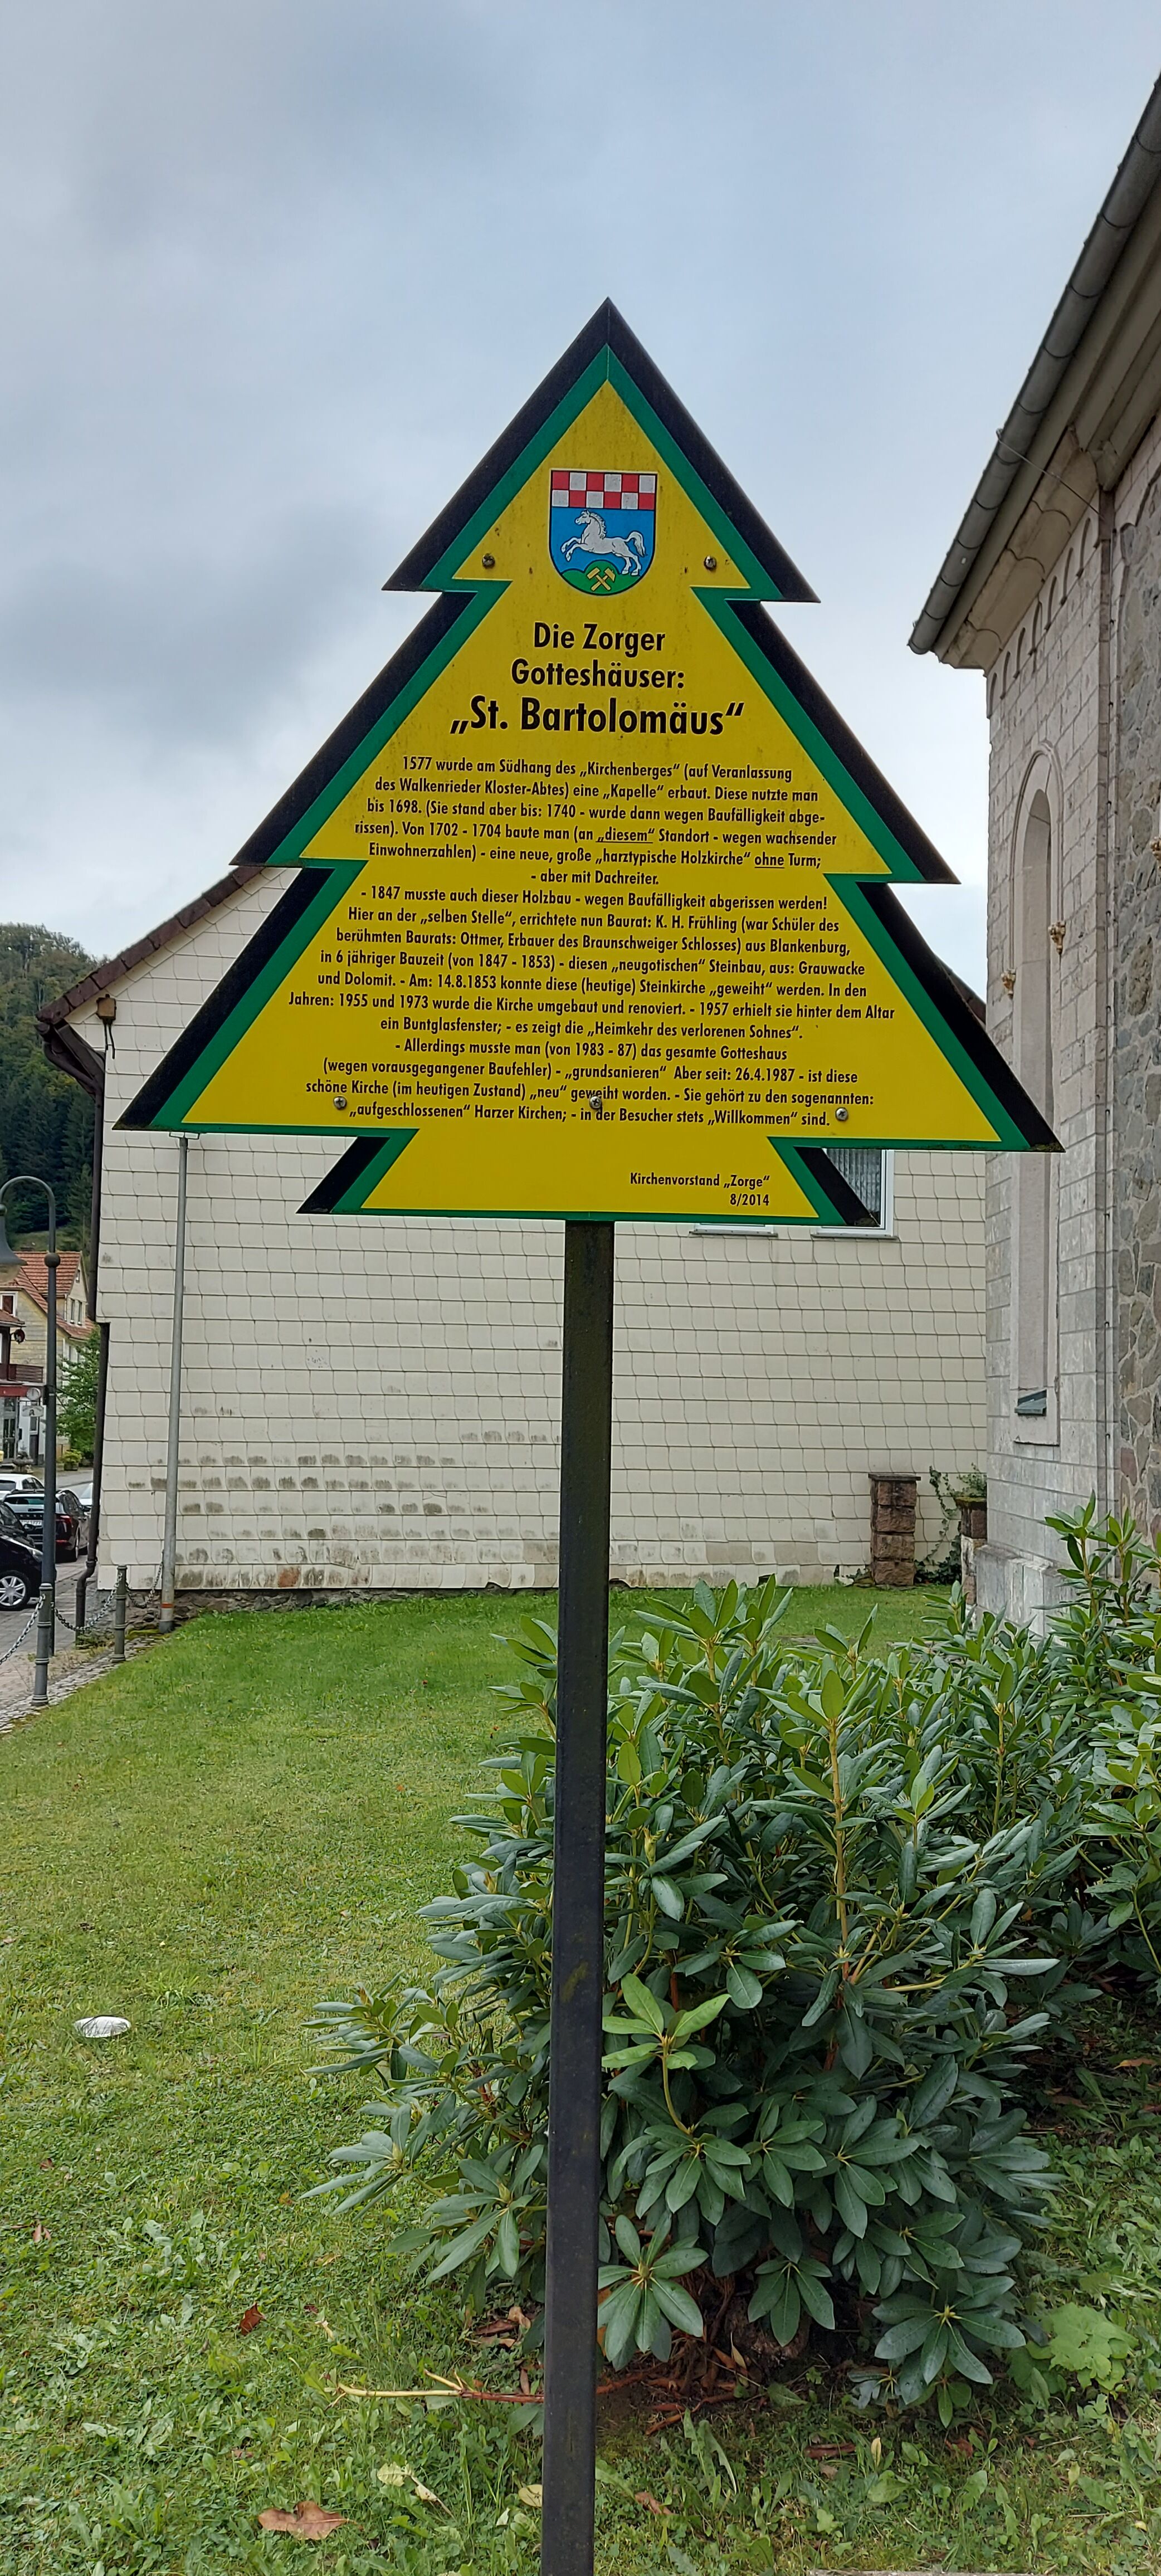 Die Zorger
Gotteshäuser:
„St. Bartolomäus“
1577 wurde am Südhang des „Kirchenberges“ (auf Veranlassung
des Walkenrieder Kloster-Abtes) eine „Kapelle“ erbaut. Diese nutzte man
bis 1698. (Sie stand aber bis: 1740 - wurde dann wegen Baufälligkeit abge-
rissen). Von 1702 - 1704 baute man (an „diesem“ Standort - wegen wachsender
Einwohnerzahlen) - eine neue, große „harztypische Holzkirche“ ohne Turm;
- aber mit Dachreiter.
- 1847 musste auch dieser Holzbau - wegen Baufälligkeit abgerissen werden!
Hier an der „selben Stelle“, errichtete nun Baurat: K. H. Frühling (war Schüler des
berühmten Baurats: Ottmer, Erbauer des Braunschweiger Schlosses) aus Blankenburg,
in 6 jähriger Bauzeit (von 1847 - 1853) - diesen „neugotischen“ Steinbau, aus: Grauwacke
und Dolomit. - Am: 14.8.1853 konnte diese (heutige) Steinkirche „geweiht“ werden. In den
Jahren: 1955 und 1973 wurde die Kirche umgebaut und renoviert. - 1957 erhielt sie hinter dem Altar
ein Buntglasfenster; - es zeigt die „Heimkehr des verlorenen Sohnes“.
- Allerdings musste man (von 1983 - 87) das gesamte Gotteshaus
(wegen vorausgegangener Baufehler) - „grundsanieren“ Aber seit: 26.4.1987 - ist diese
schöne Kirche (im heutigen Zustand) „neu“ geweiht worden. - Sie gehört zu den sogenannten:
„aufgeschlossenen“ Harzer Kirchen; - in der Besucher stets „Willkommen“ sind.
Kirchenvorstand „Zorge“
8/2014